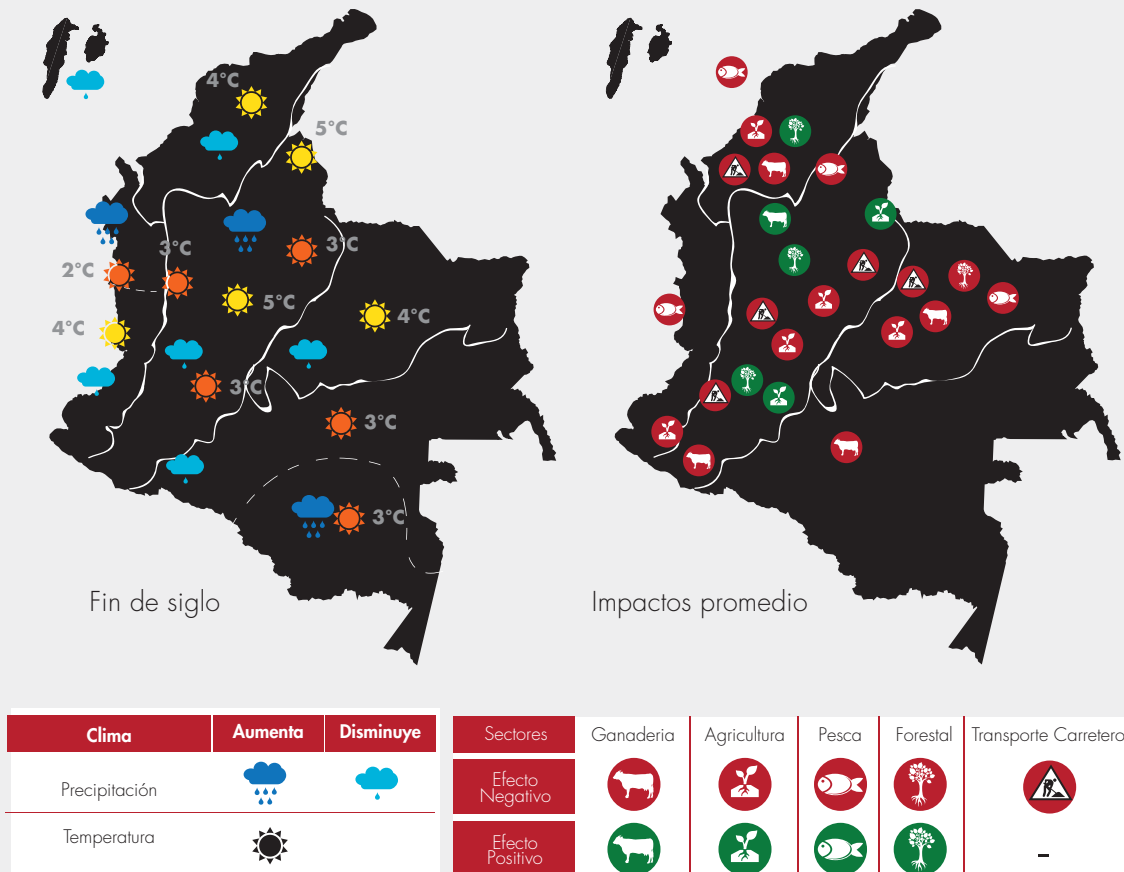 4°C
5°C
3°C
3°C
2°C
5°C
4°C
4°C
3°C
3°C
3°C
Fin de siglo
Impactos promedio
Clima Aumenta Disminuye
Precipitación
Temperatura
Sectores Ganaderia Agricultura Pesca Forestal Transporte Carretero
Efecto
Negativo
Efecto
Positivo
-